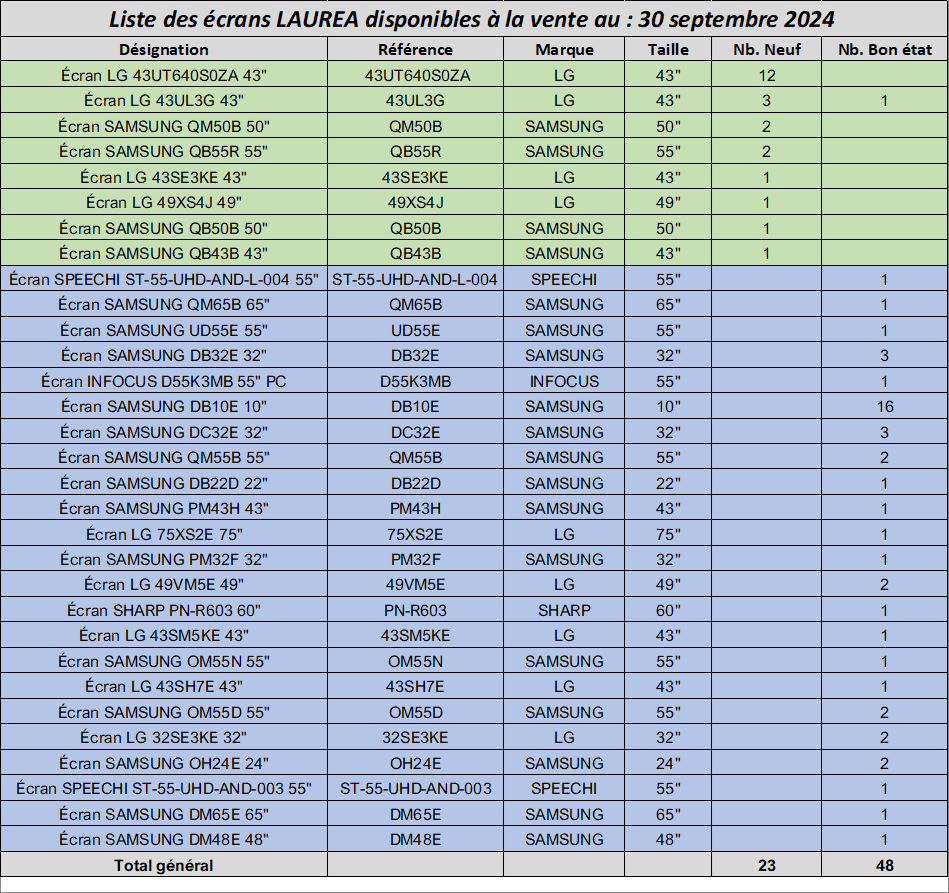 Liste des écrans LAUREA disponibles à la vente au : 30 septembre 2024
Désignation Référence Marque Taille Nb. Neuf Nb. Bon état
Écran LG 43UT640S0ZA 43" 43UT640S0ZA LG 43" 12
Écran LG 43UL3G 43" 43UL3G LG 43" 3 1
Écran SAMSUNG QM50B 50" QM50B SAMSUNG 50" 2
Écran SAMSUNG QB55R 55" QB55R SAMSUNG 55" 2
Écran LG 43SE3KE 43" 43SE3KE LG 43" 1
Écran LG 49XS4J 49" 49XS4J LG 49" 1
Écran SAMSUNG QB50B 50" QB50B SAMSUNG 50" 1
Écran SAMSUNG QB43B 43" QB43B SAMSUNG 43" 1
Écran SPEECHI ST-55-UHD-AND-L-004 55" ST-55-UHD-AND-L-004 SPEECHI 55" 1
Écran SAMSUNG QM65B 65" QM65B SAMSUNG 65" 1
Écran SAMSUNG UD55E 55" UD55E SAMSUNG 55" 1
Écran SAMSUNG DB32E 32" DB32E SAMSUNG 32" 3
Écran INFOCUS D55K3MB 55" PC D55K3MB INFOCUS 55" 1
Écran SAMSUNG DB10E 10" DB10E SAMSUNG 10" 16
Écran SAMSUNG DC32E 32" DC32E SAMSUNG 32" 3
Écran SAMSUNG QM55B 55" QM55B SAMSUNG 55" 2
Écran SAMSUNG DB22D 22" DB22D SAMSUNG 22" 1
Écran SAMSUNG PM43H 43" PM43H SAMSUNG 43" 1
Écran LG 75XS2E 75" 75XS2E LG 75" 1
Écran SAMSUNG PM32F 32" PM32F SAMSUNG 32" 1
Écran LG 49VM5E 49" 49VM5E LG 49" 2
Écran SHARP PN-R603 60" PN-R603 SHARP 60" 1
Écran LG 43SM5KE 43" 43SM5KE LG 43" 1
Écran SAMSUNG OM55N 55" OM55N SAMSUNG 55" 1
Écran LG 43SH7E 43" 43SH7E LG 43" 1
Écran SAMSUNG OM55D 55" OM55D SAMSUNG 55" 2
Écran LG 32SE3KE 32" 32SE3KE LG 32" 2
Écran SAMSUNG OH24E 24" OH24E SAMSUNG 24" 2
Écran SPEECHI ST-55-UHD-AND-003 55" ST-55-UHD-AND-003 SPEECHI 55" 1
Écran SAMSUNG DM65E 65" DM65E SAMSUNG 65" 1
Écran SAMSUNG DM48E 48" DM48E SAMSUNG 48" 1
Total général 23 48